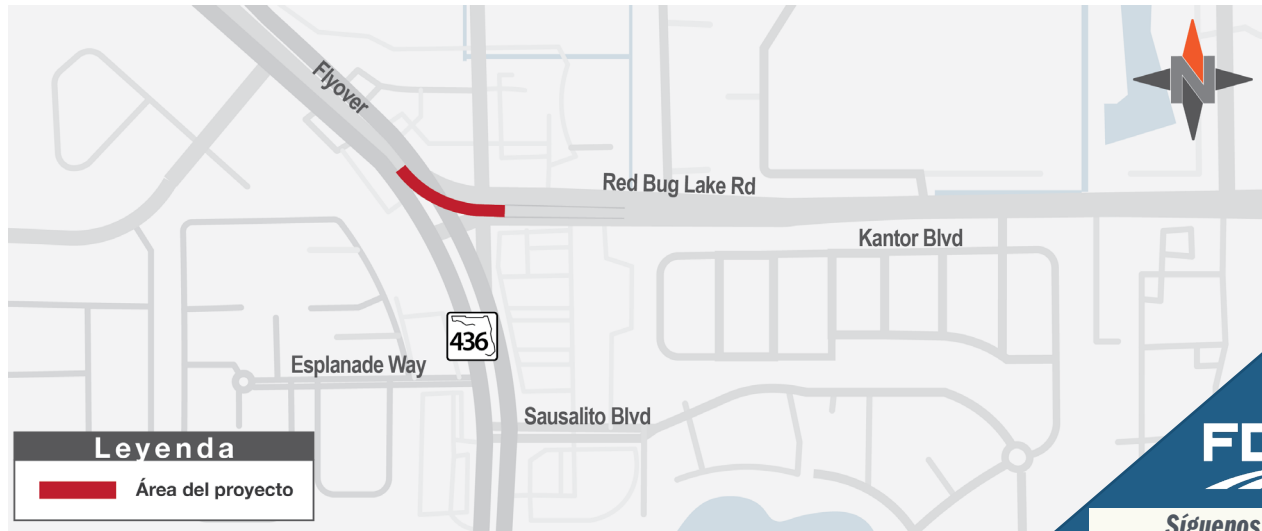 Flyover
N
Red Bug Lake Rd
Kantor Blvd
436
Esplanade Way
Sausalito Blvd
Leyenda
Área del proyecto
FD
Síguenos